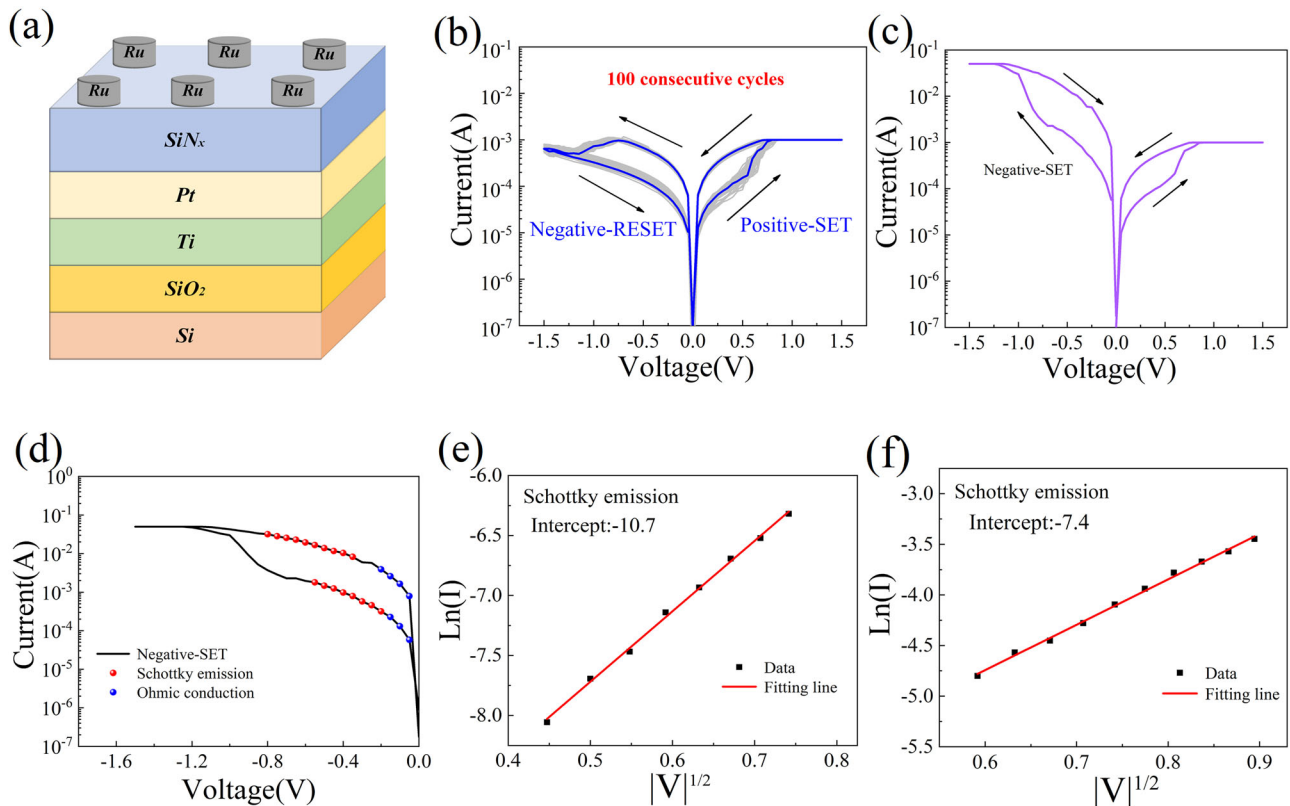 (a)
Ru Ru Ru
Ru Ru Ru
SiNₓ
Pt
Ti
SiO₂
Si
(b)
100 consecutive cycles
Negative-RESET Positive-SET
Current(A)
10⁻¹
10⁰
10⁻¹
10⁻²
10⁻³
10⁻⁴
10⁻⁵
10⁻⁶
10⁻⁷
-1.5 -1.0 -0.5 0.0 0.5 1.0 1.5
Voltage(V)
(c)
Negative-SET
Current(A)
10⁻¹
10⁻²
10⁻³
10⁻⁴
10⁻⁵
10⁻⁶
10⁻⁷
-1.5 -1.0 -0.5 0.0 0.5 1.0 1.5
Voltage(V)
(d)
Current(A)
10⁰
10⁻¹
10⁻²
10⁻³
10⁻⁴
10⁻⁵
10⁻⁶
10⁻⁷
Negative-SET
Schottky emission
Ohmic conduction
-1.6 -1.2 -0.8 -0.4 0.0
Voltage(V)
(e)
Schottky emission
Intercept:-10.7
Ln(I)
-6.0
-6.5
-7.0
-7.5
-8.0
Data
Fitting line
0.4 0.5 0.6 0.7 0.8
|V|¹/²
(f)
Schottky emission
Intercept:-7.4
Ln(I)
-3.0
-3.5
-4.0
-4.5
-5.0
-5.5
Data
Fitting line
0.6 0.7 0.8 0.9
|V|¹/²